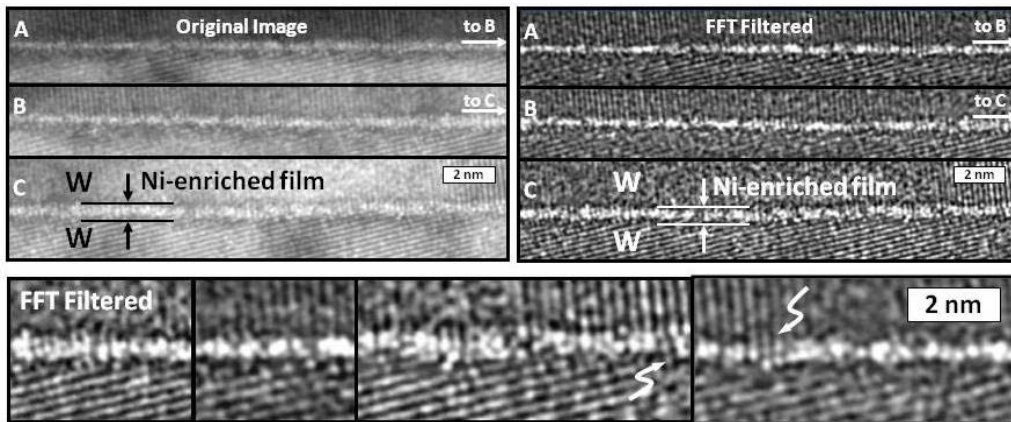 A
Original Image
to B
B
to C
C
W
Ni-enriched film
2 nm
W
A
FFT Filtered
to B
B
to C
C
W
Ni-enriched film
2 nm
W
FFT Filtered
2 nm